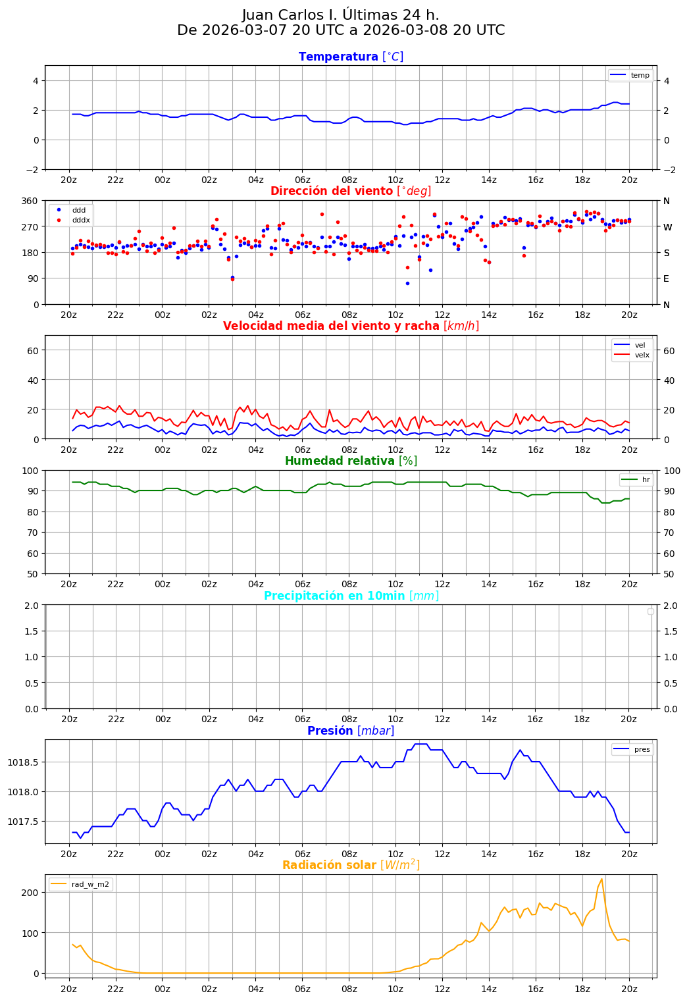 Juan Carlos I. Últimas 24 h.
De 2026-03-07 20 UTC a 2026-03-08 20 UTC
Temperatura [°C]
4 4
2 2
0 0
−2 −2
temp
20z 22z 00z 02z 04z 06z 08z 10z 12z 14z 16z 18z 20z
Dirección del viento [°deg]
360 N
270 W
180 S
90 E
0 N
ddd
dddx
20z 22z 00z 02z 04z 06z 08z 10z 12z 14z 16z 18z 20z
Velocidad media del viento y racha [km/h]
60 60
40 40
20 20
0 0
vel
velx
20z 22z 00z 02z 04z 06z 08z 10z 12z 14z 16z 18z 20z
Humedad relativa [%]
100 100
90 90
80 80
70 70
60 60
50 50
hr
20z 22z 00z 02z 04z 06z 08z 10z 12z 14z 16z 18z 20z
Precipitación en 10min [mm]
2.0 2.0
1.5 1.5
1.0 1.0
0.5 0.5
0.0 0.0
20z 22z 00z 02z 04z 06z 08z 10z 12z 14z 16z 18z 20z
Presión [mbar]
1018.5
1018.0
1017.5
pres
20z 22z 00z 02z 04z 06z 08z 10z 12z 14z 16z 18z 20z
Radiación solar [W/m²]
200
100
0
rad_w_m2
20z 22z 00z 02z 04z 06z 08z 10z 12z 14z 16z 18z 20z